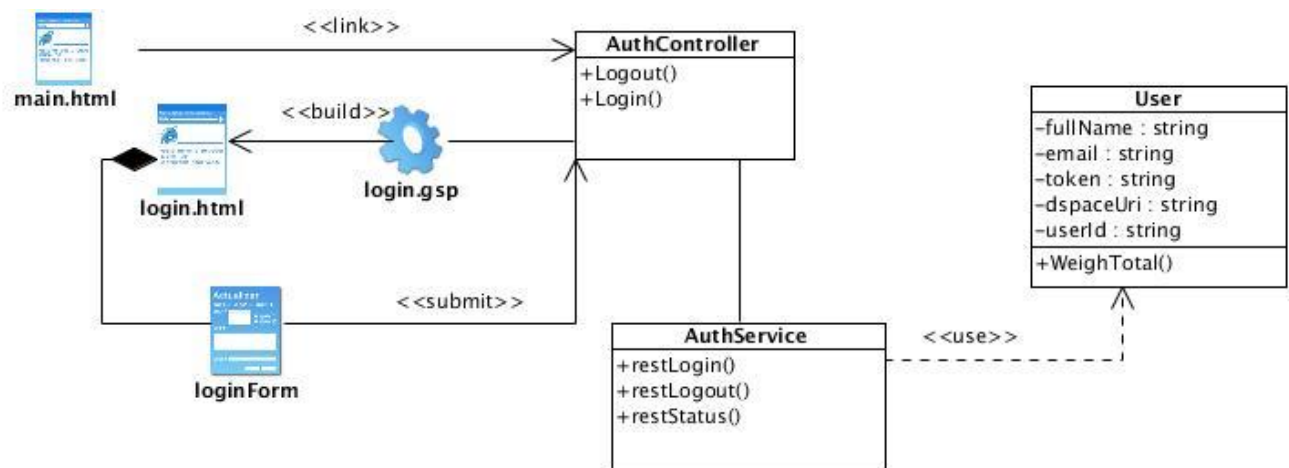 <<link>>
main.html
AuthController
+Logout()
+Login()
<<build>>
login.html
login.gsp
User
-fullName : string
-email : string
-token : string
-dspaceUri : string
-userId : string
+WeighTotal()
Actualizar
<<submit>>
loginForm
AuthService
+restLogin()
+restLogout()
+restStatus()
<<use>>